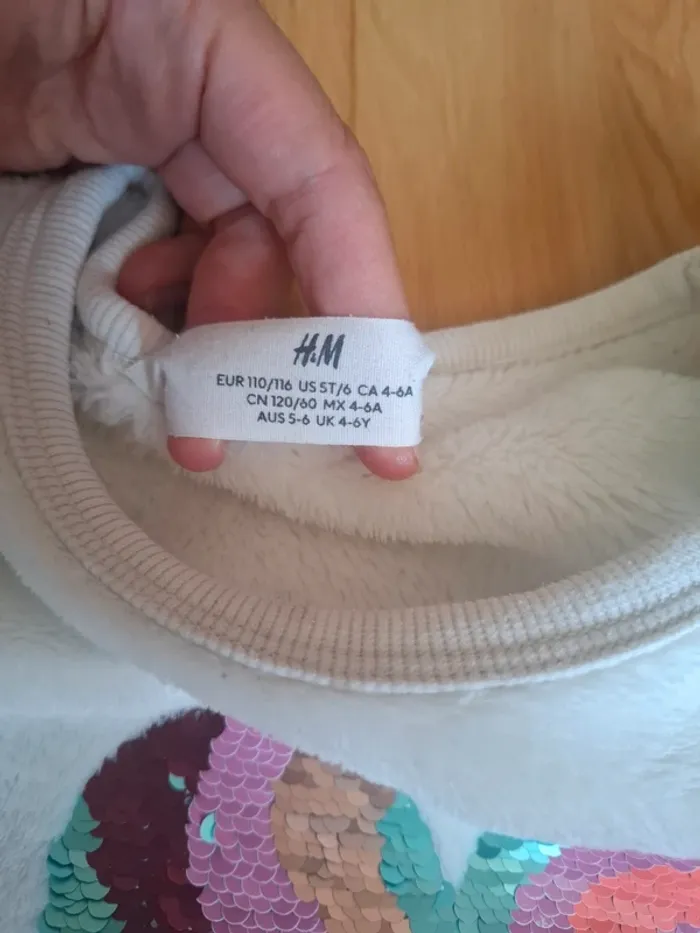 H&M
EUR 110/116 US 5T/6 CA 4-6A
CN 120/60 MX 4-6A
AUS 5-6 UK 4-6Y